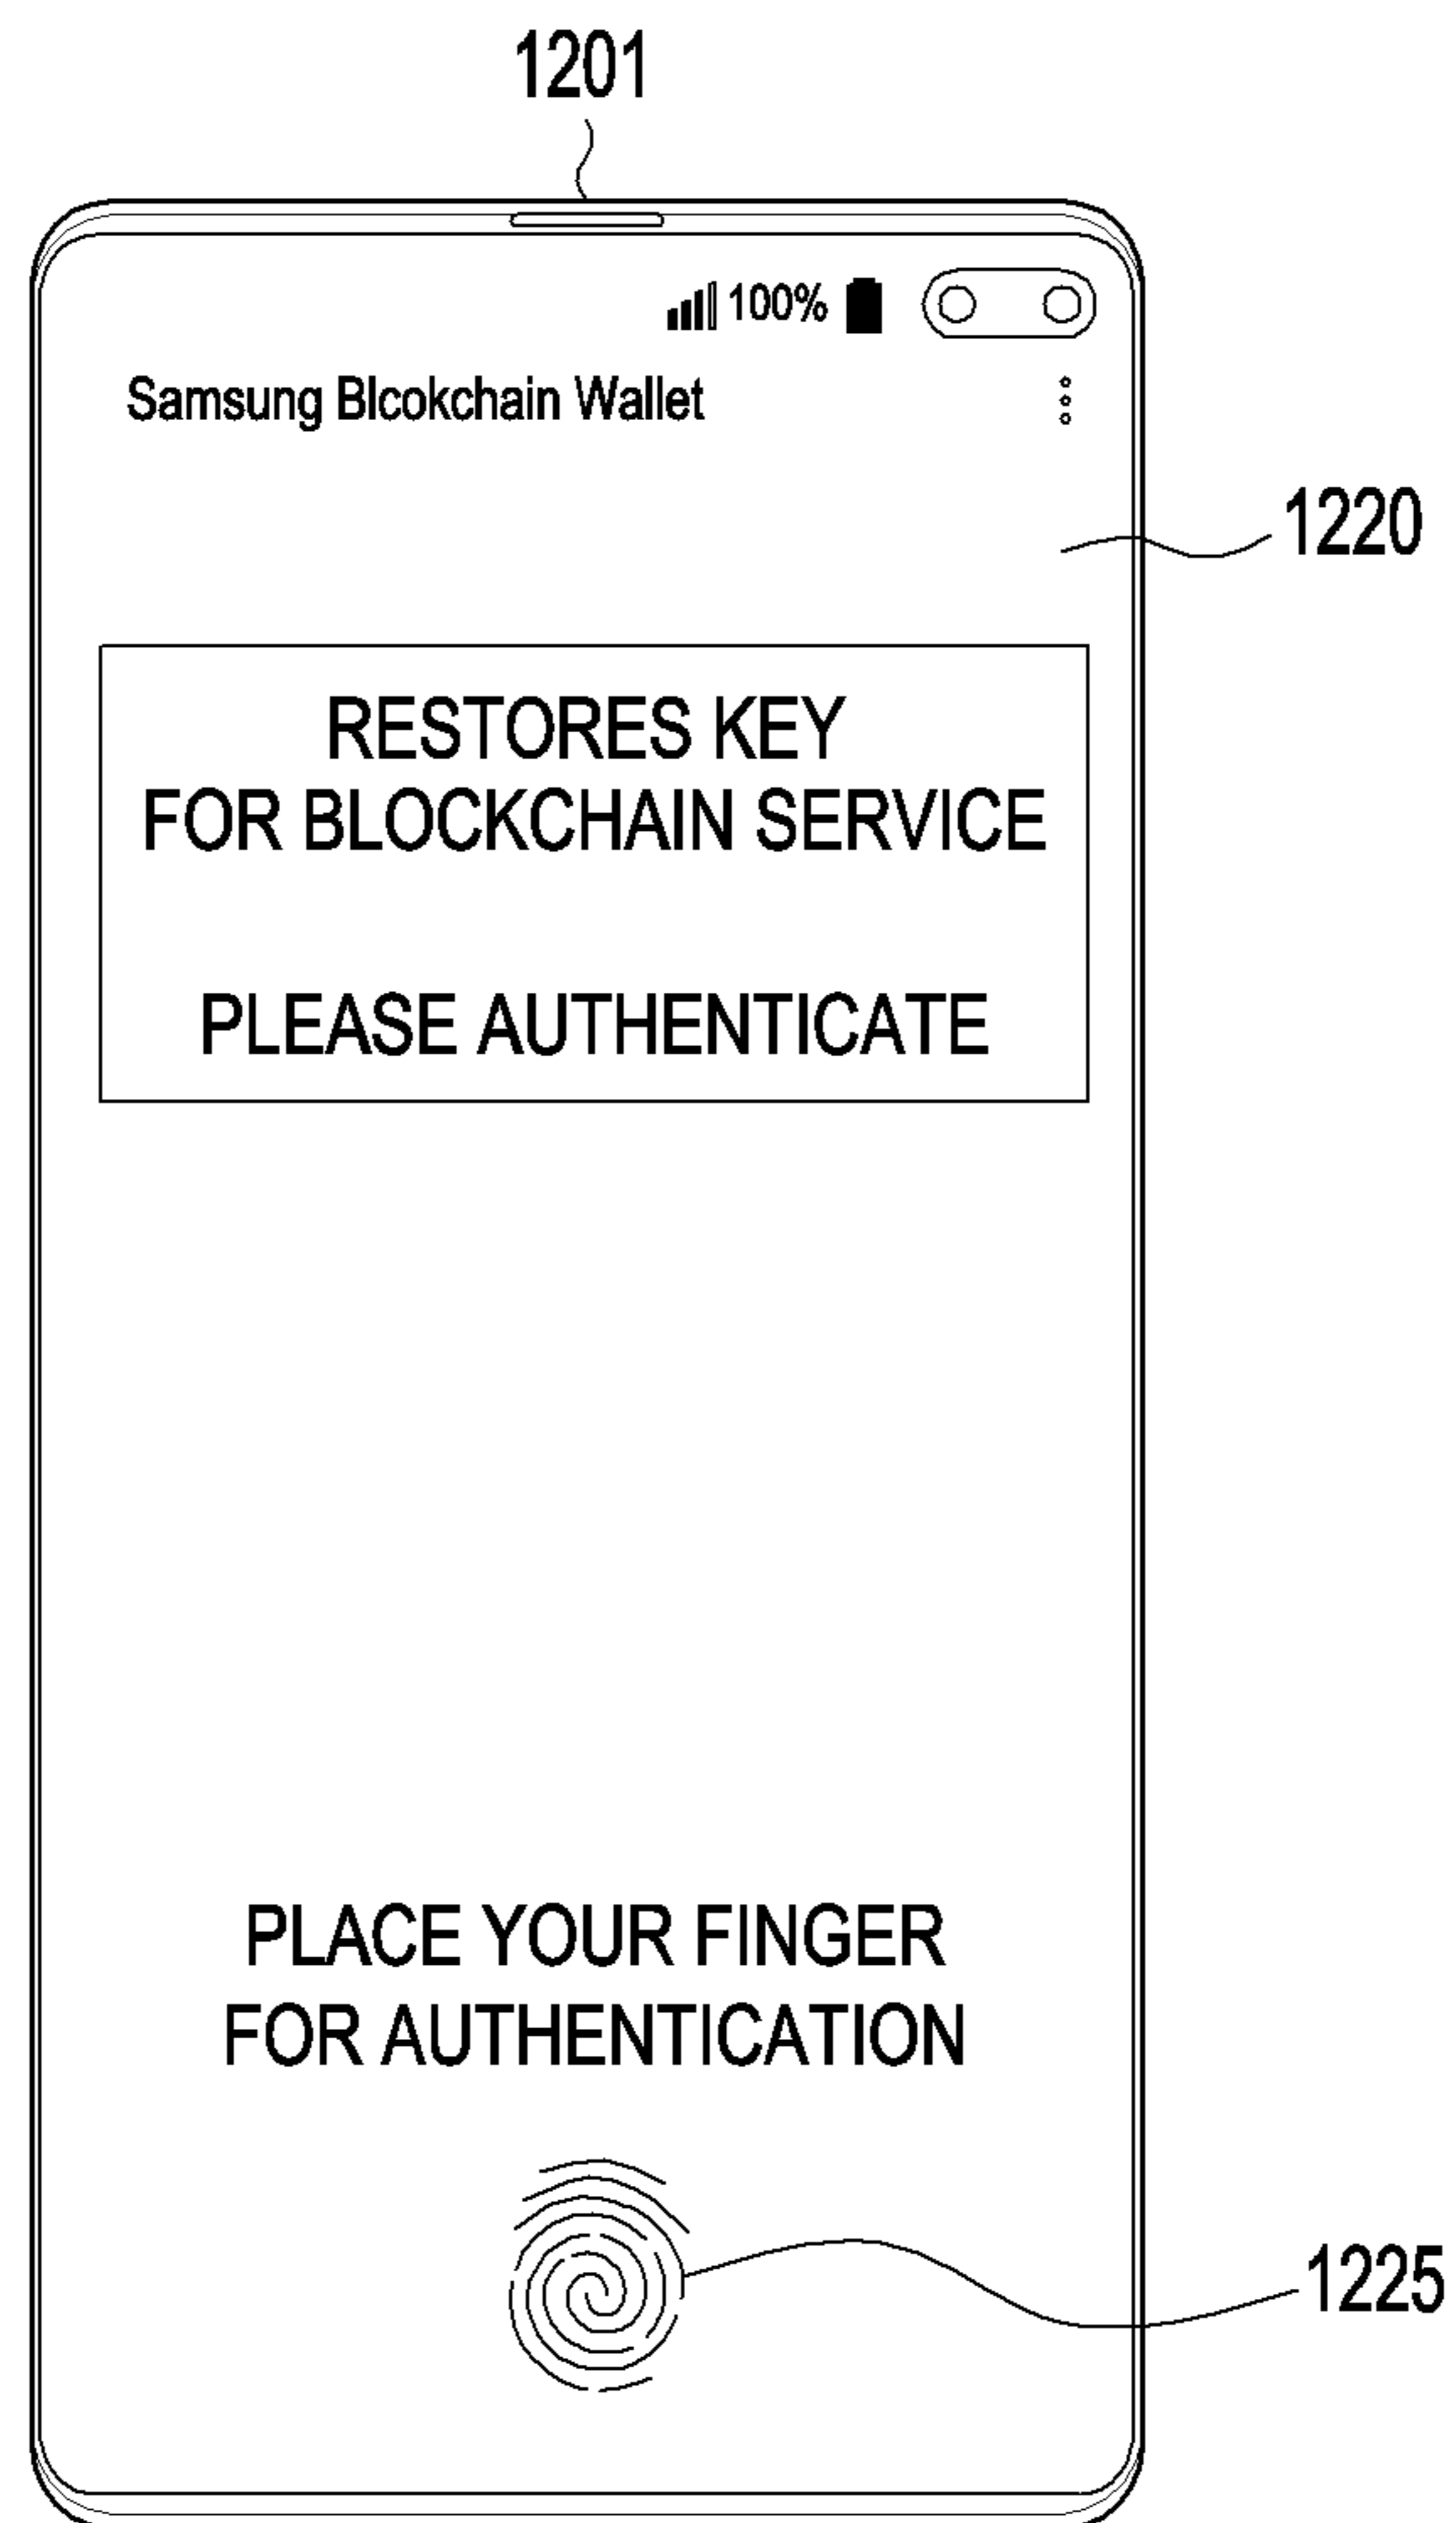 1201
100%
Samsung Blcokchain Wallet
1220
RESTORES KEY
FOR BLOCKCHAIN SERVICE
PLEASE AUTHENTICATE
PLACE YOUR FINGER
FOR AUTHENTICATION
1225